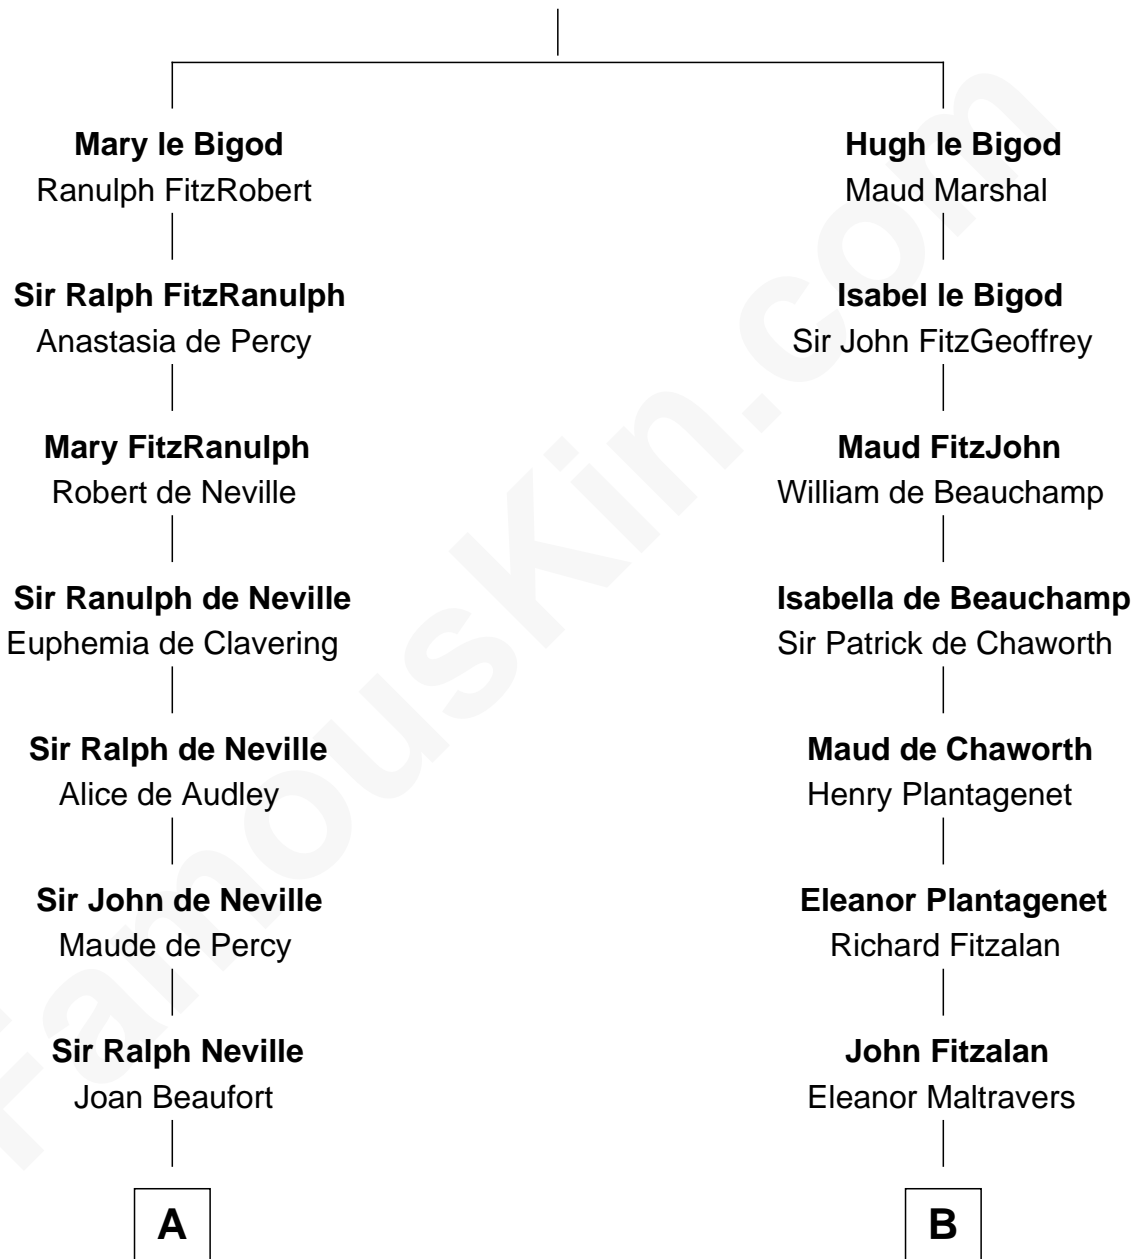 Mary le Bigod
Ranulph FitzRobert
Sir Ralph FitzRanulph
Anastasia de Percy
Mary FitzRanulph
Robert de Neville
Sir Ranulph de Neville
Euphemia de Clavering
Sir Ralph de Neville
Alice de Audley
Sir John de Neville
Maude de Percy
Sir Ralph Neville
Joan Beaufort
A
Hugh le Bigod
Maud Marshal
Isabel le Bigod
Sir John FitzGeoffrey
Maud FitzJohn
William de Beauchamp
Isabella de Beauchamp
Sir Patrick de Chaworth
Maud de Chaworth
Henry Plantagenet
Eleanor Plantagenet
Richard Fitzalan
John Fitzalan
Eleanor Maltravers
B
FamousKin.com